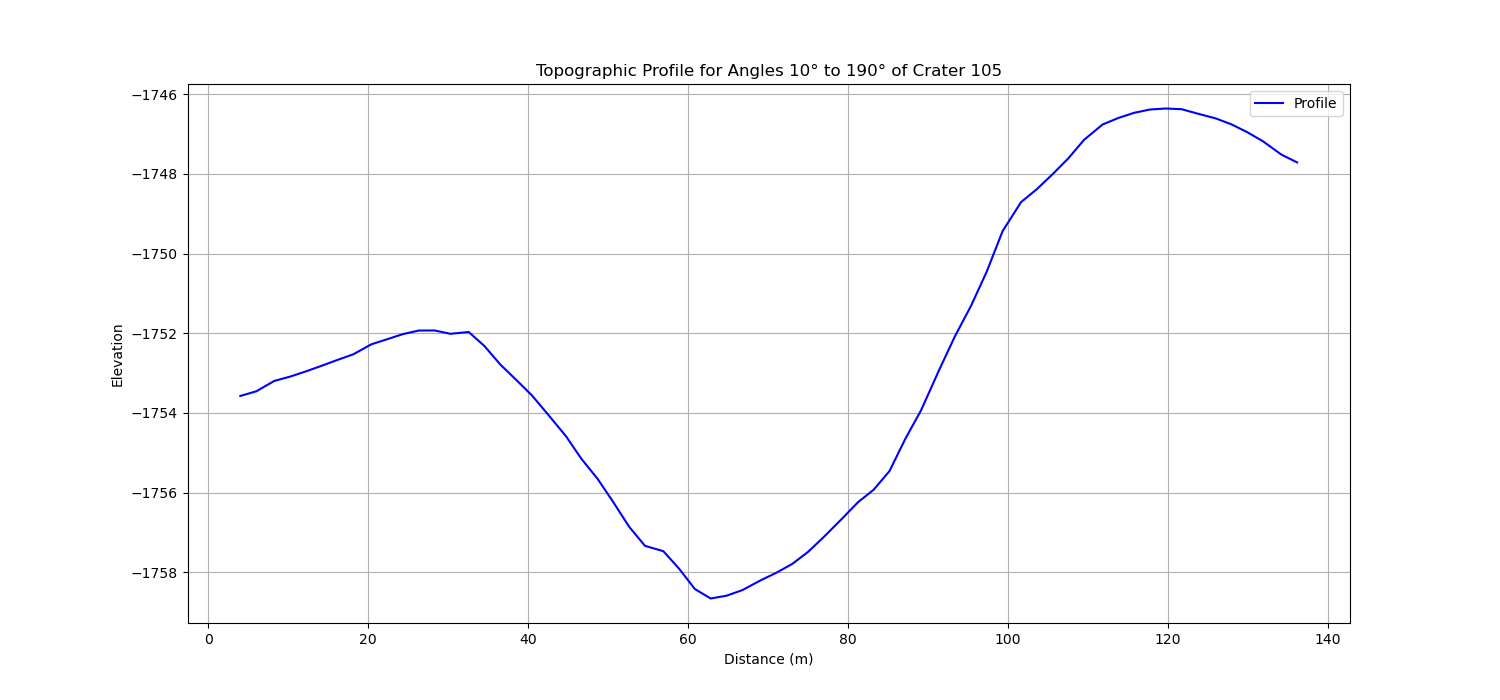 Topographic Profile for Angles 10° to 190° of Crater 105
Profile
−1746
−1748
−1750
−1752
−1754
−1756
−1758
Elevation
0 20 40 60 80 100 120 140
Distance (m)